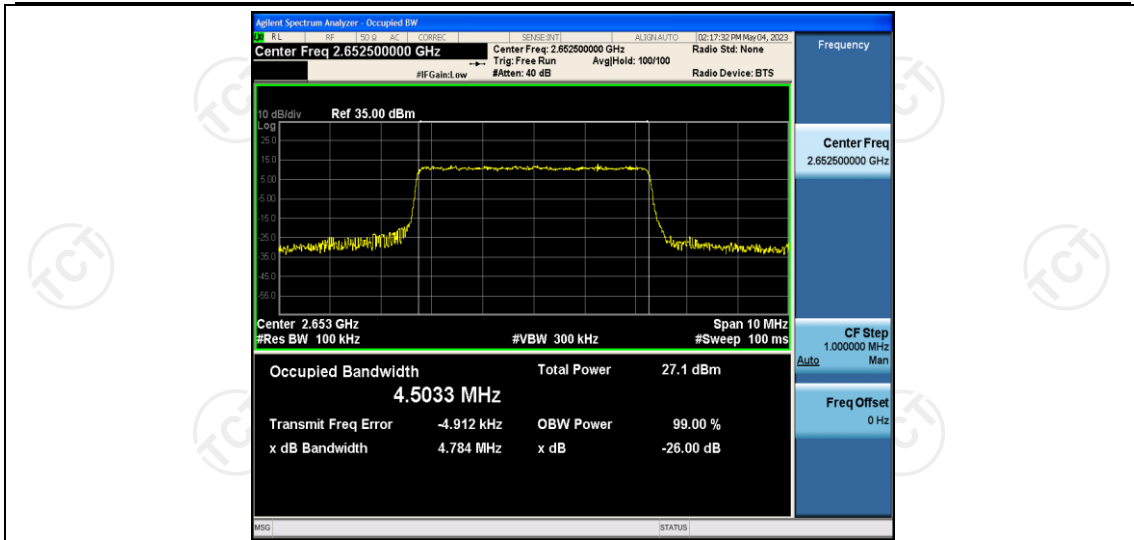 Agilent Spectrum Analyzer - Occupied BW
LXI RL RF 50 Ω AC CORREC SENSE:INT ALIGN AUTO 02:17:32 PM May 04, 2023
Center Freq 2.652500000 GHz Center Freq: 2.652500000 GHz Radio Std: None Frequency
Trig: Free Run Avg|Hold: 100/100
#IFGain:Low #Atten: 40 dB Radio Device: BTS
10 dB/div Ref 35.00 dBm
Log
25.0
15.0
5.00
-5.00
-15.0
-25.0
-35.0
-45.0
-55.0
Center Freq
2.652500000 GHz
Center 2.653 GHz Span 10 MHz
#Res BW 100 kHz #VBW 300 kHz #Sweep 100 ms
CF Step
1.000000 MHz
Auto Man
Occupied Bandwidth Total Power 27.1 dBm
4.5033 MHz
Transmit Freq Error -4.912 kHz OBW Power 99.00 %
x dB Bandwidth 4.784 MHz x dB -26.00 dB
Freq Offset
0 Hz
MSG STATUS
TCT
TCT
TCT
TCT
TCT
TCT